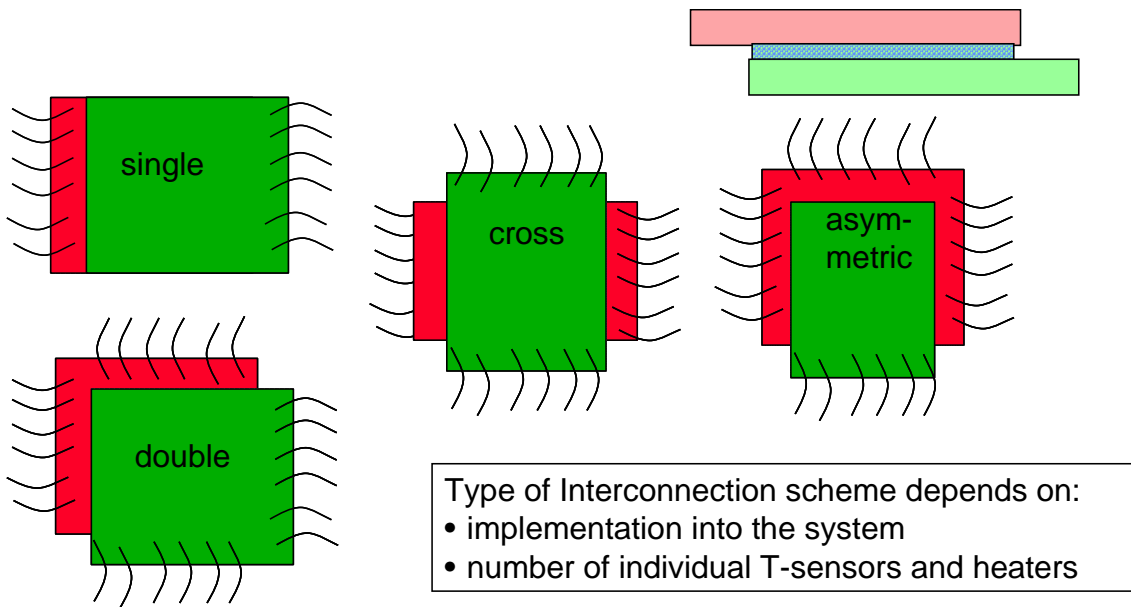 single
cross
asym-
metric
double
Type of Interconnection scheme depends on:
• implementation into the system
• number of individual T-sensors and heaters